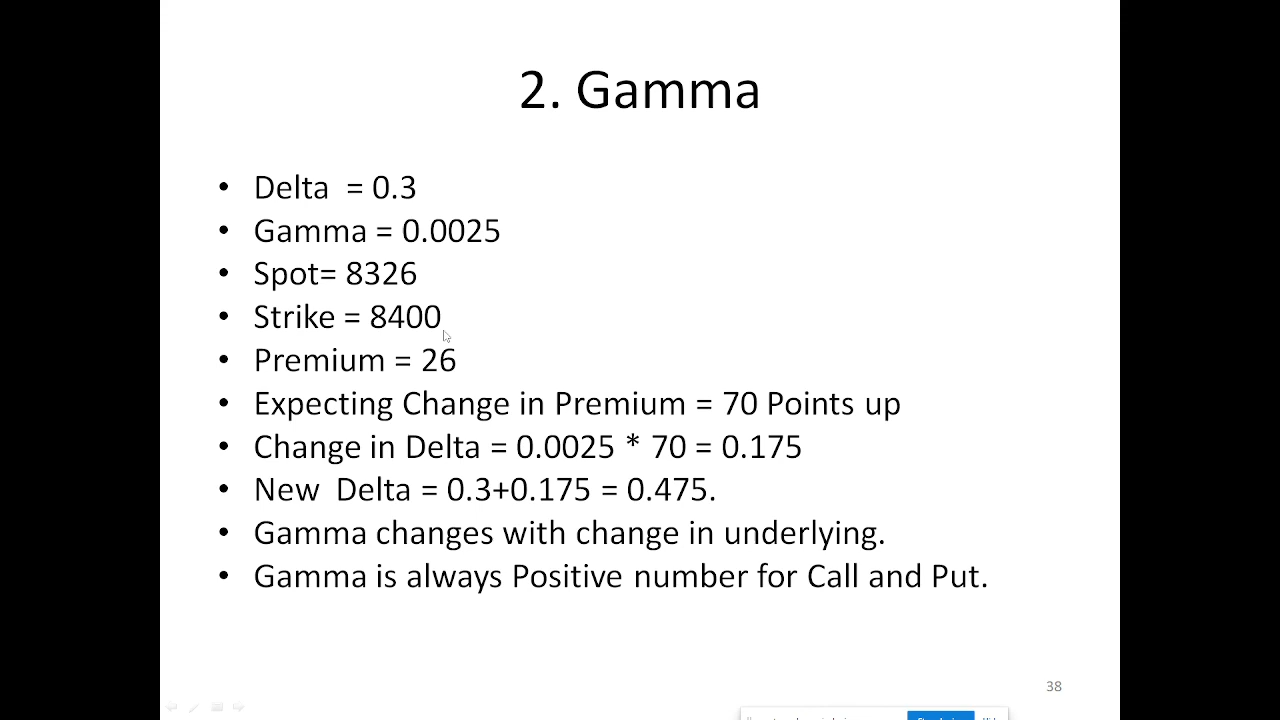 2. Gamma
• Delta = 0.3
• Gamma = 0.0025
• Spot= 8326
• Strike = 8400
• Premium = 26
• Expecting Change in Premium = 70 Points up
• Change in Delta = 0.0025 * 70 = 0.175
• New Delta = 0.3+0.175 = 0.475.
• Gamma changes with change in underlying.
• Gamma is always Positive number for Call and Put.
38